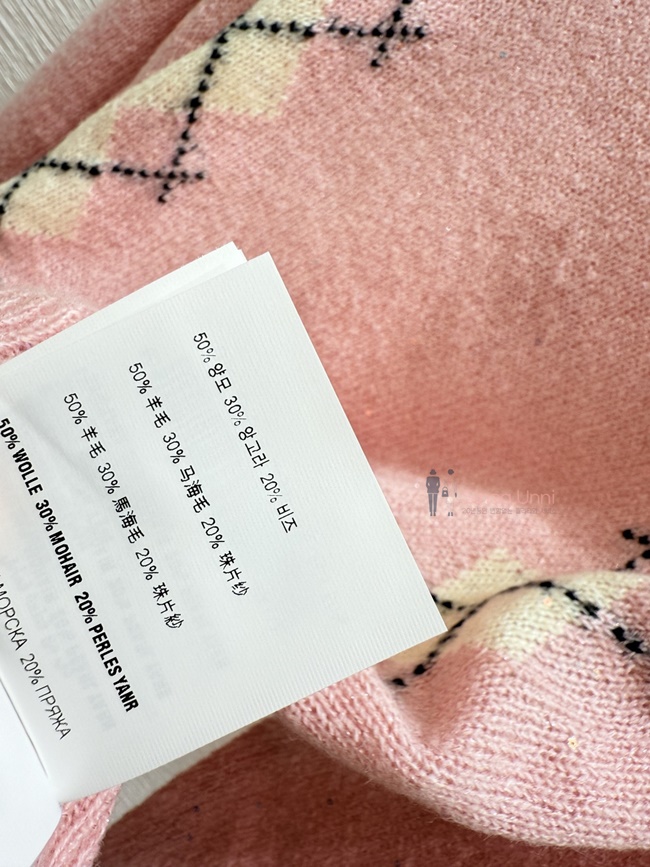 50% 양모 30% 앙고라 20% 비즈
50% 羊毛 30% 马海毛 20% 珠片纱
50% 羊毛 30% 馬海毛 20% 珠片紗
50% WOLLE 30% MOHAIR 20% PERLES YANR
МОРСКА 20% ПРЯЖА
Unni